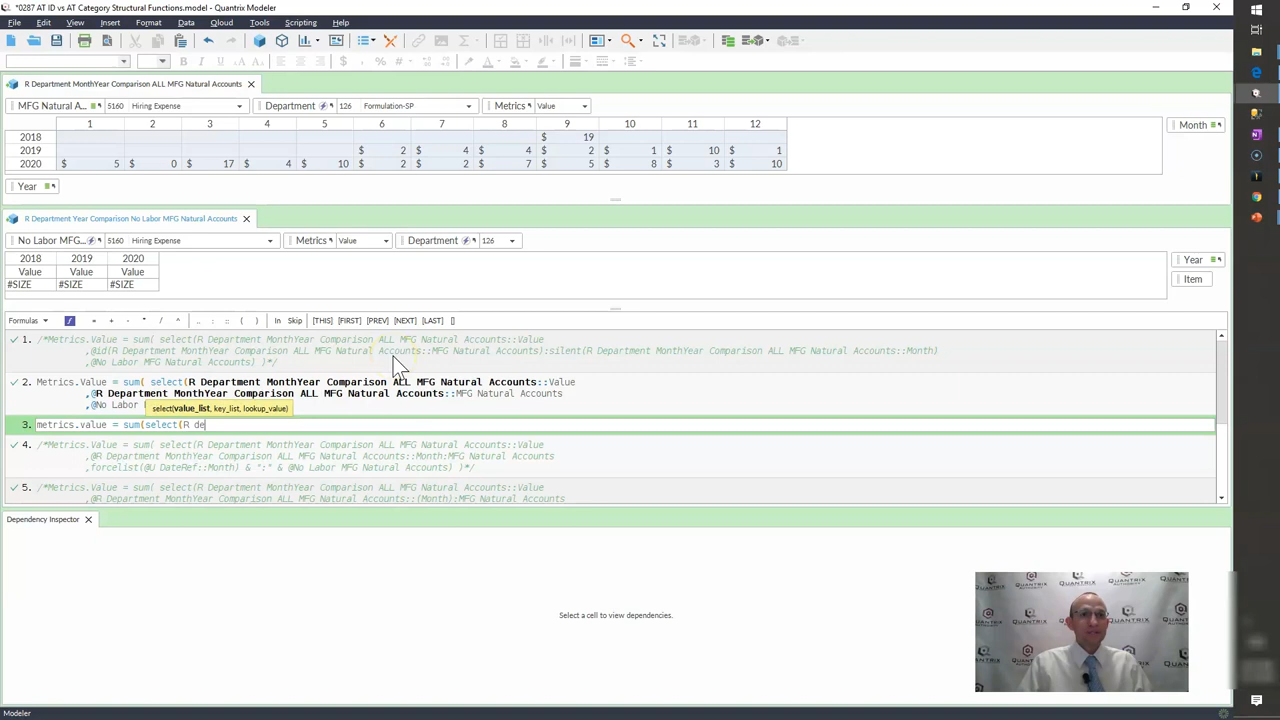 *0287 AT ID vs AT Category Structural Functions.model - Quantrix Modeler
File Edit View Insert Format Data Cloud Tools Scripting Help
R Department MonthYear Comparison ALL MFG Natural Accounts
MFG Natural A... 5160 Hiring Expense Department 126 Formulation-SP Metrics Value
1 2 3 4 5 6 7 8 9 10 11 12
Month
2018 $ 19
2019 $ 2 $ 4 $ 4 $ 2 $ 1 $ 10 $ 1
2020 $ 5 $ 0 $ 17 $ 4 $ 10 $ 2 $ 2 $ 7 $ 5 $ 8 $ 3 $ 10
Year
R Department Year Comparison No Labor MFG Natural Accounts
No Labor MFG... 5160 Hiring Expense Metrics Value Department 126
2018 2019 2020
Year
Value Value Value
Item
#SIZE #SIZE #SIZE
Formulas f = + - * / ^ .. : :: ( ) In Skip [THIS] [FIRST] [PREV] [NEXT] [LAST] []
1. /*Metrics.Value = sum( select(R Department MonthYear Comparison ALL MFG Natural Accounts::Value
,@id(R Department MonthYear Comparison ALL MFG Natural Accounts::MFG Natural Accounts):silent(R Department MonthYear Comparison ALL MFG Natural Accounts::Month)
,@No Labor MFG Natural Accounts) )*/
2. Metrics.Value = sum( select(R Department MonthYear Comparison ALL MFG Natural Accounts::Value
,@R Department MonthYear Comparison ALL MFG Natural Accounts::MFG Natural Accounts
,@No Labor
select(value_list, key_list, lookup_value)
3. metrics.value = sum(select(R de
4. /*Metrics.Value = sum( select(R Department MonthYear Comparison ALL MFG Natural Accounts::Value
,@R Department MonthYear Comparison ALL MFG Natural Accounts::Month:MFG Natural Accounts
,forcelist(@U DateRef::Month) & ":" & @No Labor MFG Natural Accounts) )*/
5. /*Metrics.Value = sum( select(R Department MonthYear Comparison ALL MFG Natural Accounts::Value
,@R Department MonthYear Comparison ALL MFG Natural Accounts::(Month):MFG Natural Accounts
Dependency Inspector
Select a cell to view dependencies.
Modeler